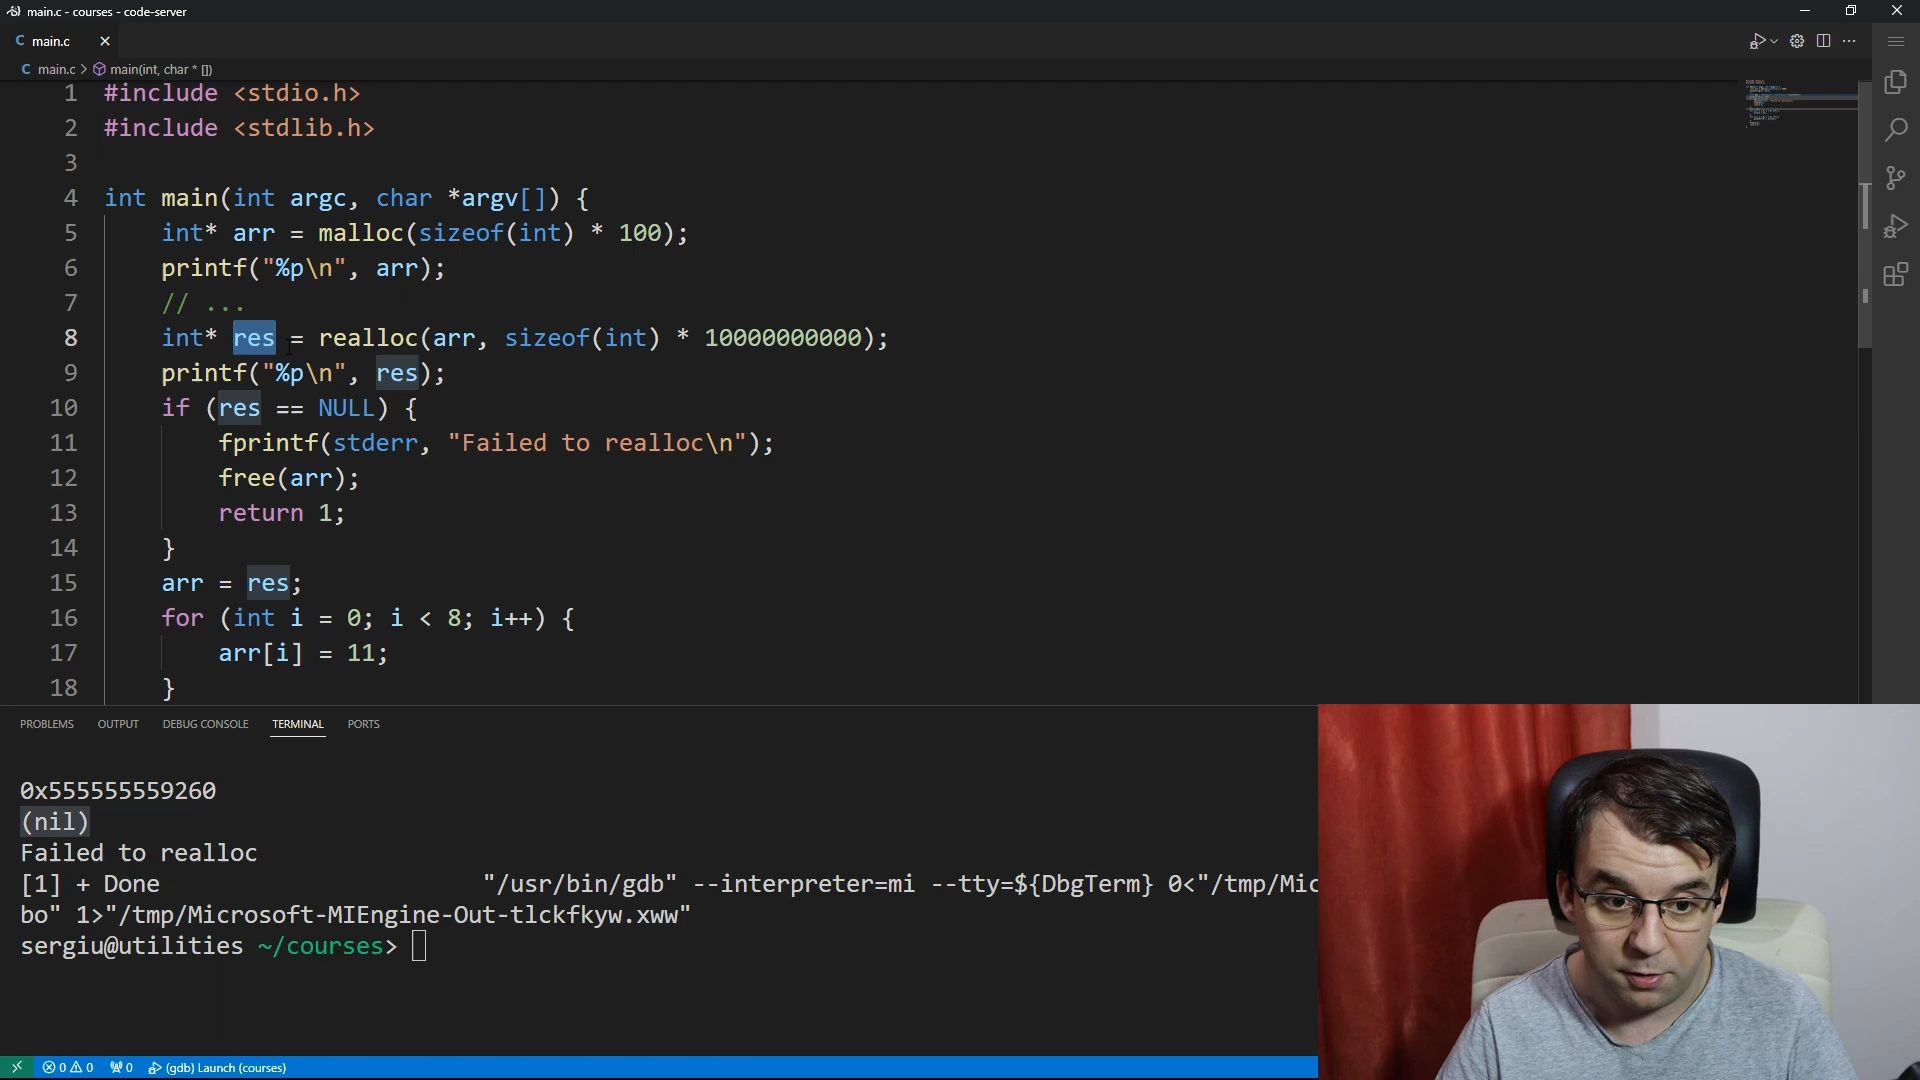 main.c - courses - code-server
C main.c
C main.c > main(int, char * [])
1 #include <stdio.h>
2 #include <stdlib.h>
3
4 int main(int argc, char *argv[]) {
5 int* arr = malloc(sizeof(int) * 100);
6 printf("%p\n", arr);
7 // ...
8 int* res = realloc(arr, sizeof(int) * 10000000000);
9 printf("%p\n", res);
10 if (res == NULL) {
11 fprintf(stderr, "Failed to realloc\n");
12 free(arr);
13 return 1;
14 }
15 arr = res;
16 for (int i = 0; i < 8; i++) {
17 arr[i] = 11;
18 }
PROBLEMS OUTPUT DEBUG CONSOLE TERMINAL PORTS
0x555555559260
(nil)
Failed to realloc
[1] + Done "/usr/bin/gdb" --interpreter=mi --tty=${DbgTerm} 0<"/tmp/Mic
bo" 1>"/tmp/Microsoft-MIEngine-Out-tlckfkyw.xww"
sergiu@utilities ~/courses>
0 0 0 (gdb) Launch (courses)